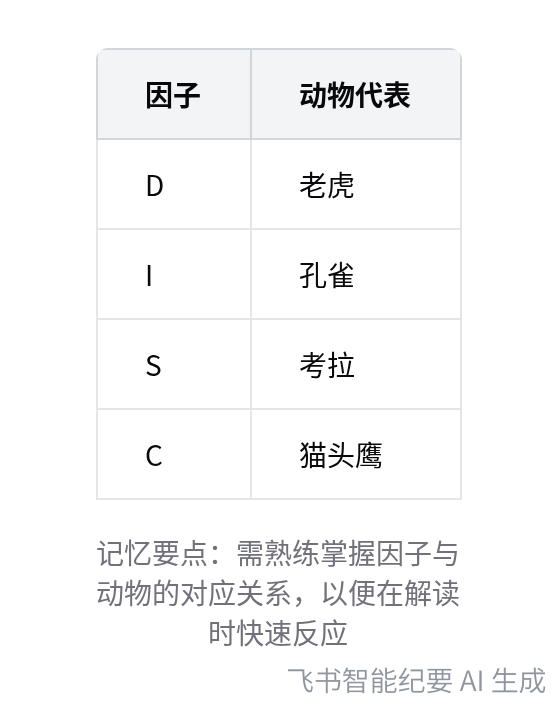 因子 动物代表
D 老虎
I 孔雀
S 考拉
C 猫头鹰
记忆要点：需熟练掌握因子与
动物的对应关系，以便在解读
时快速反应
飞书智能纪要 AI 生成